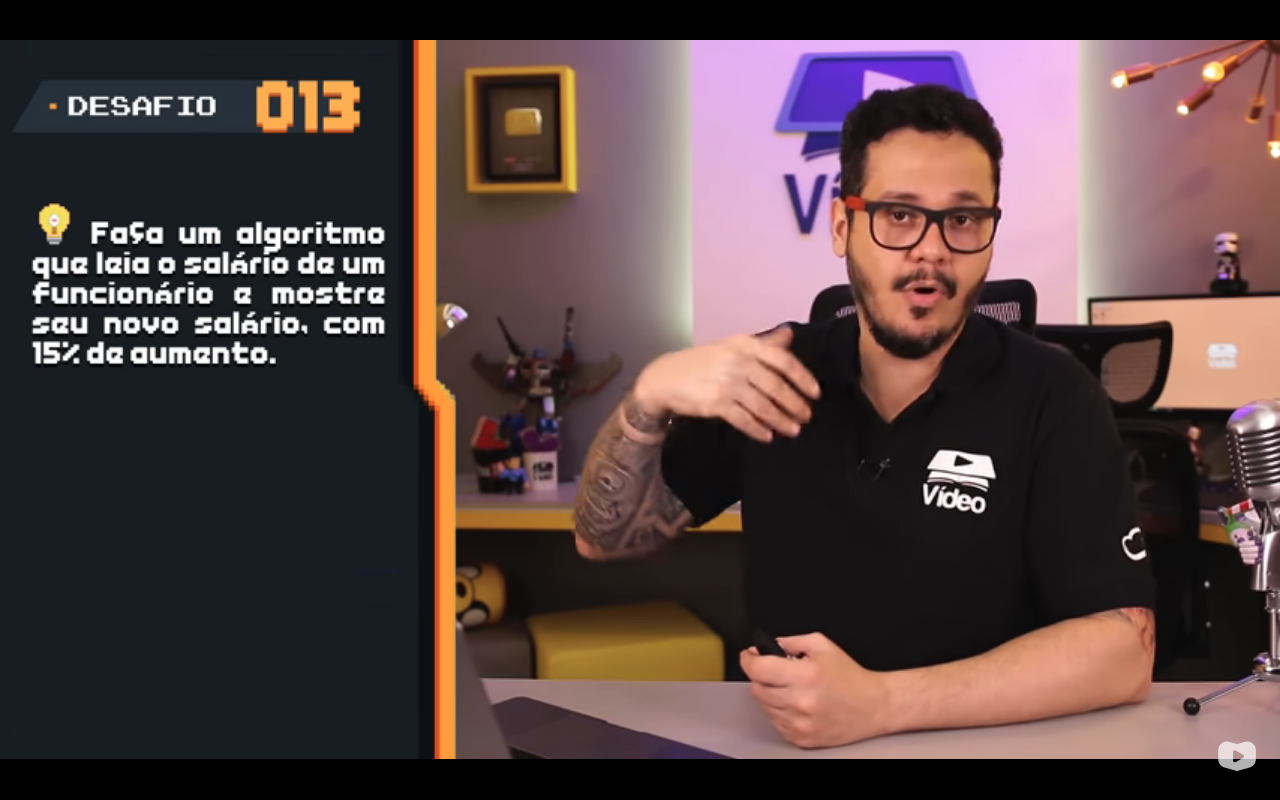 DESAFIO 013
Faça um algoritmo
que leia o salário de um
funcionário e mostre
seu novo salário, com
15% de aumento.
Ví
Vídeo